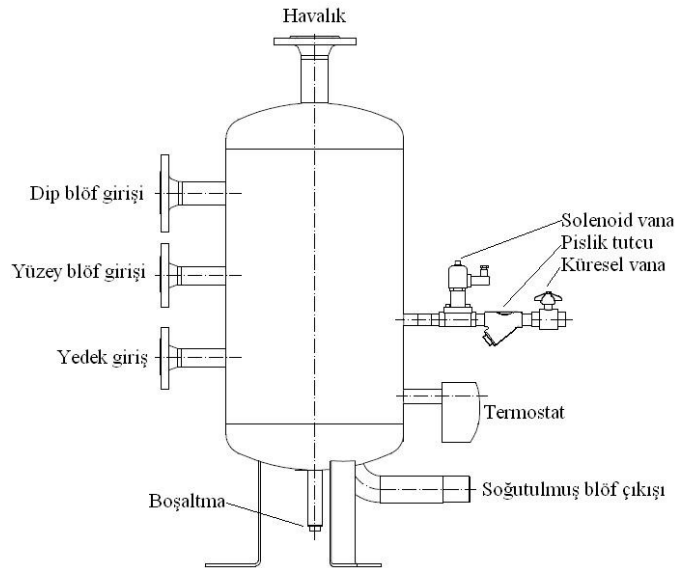 Havalık
Dip blöf girişi
Yüzey blöf girişi
Yedek giriş
Solenoid vana
Pislik tutcu
Küresel vana
Termostat
Boşaltma
Soğutulmuş blöf çıkışı